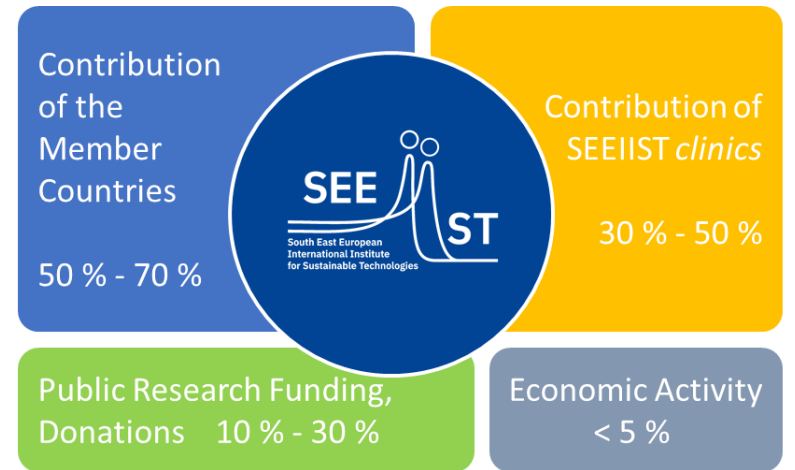 Contribution
of the
Member
Countries
50 % - 70 %
Contribution of
SEEIIST clinics
30 % - 50 %
SEE
ST
South East European
International Institute
for Sustainable Technologies
Public Research Funding,
Donations 10 % - 30 %
Economic Activity
< 5 %